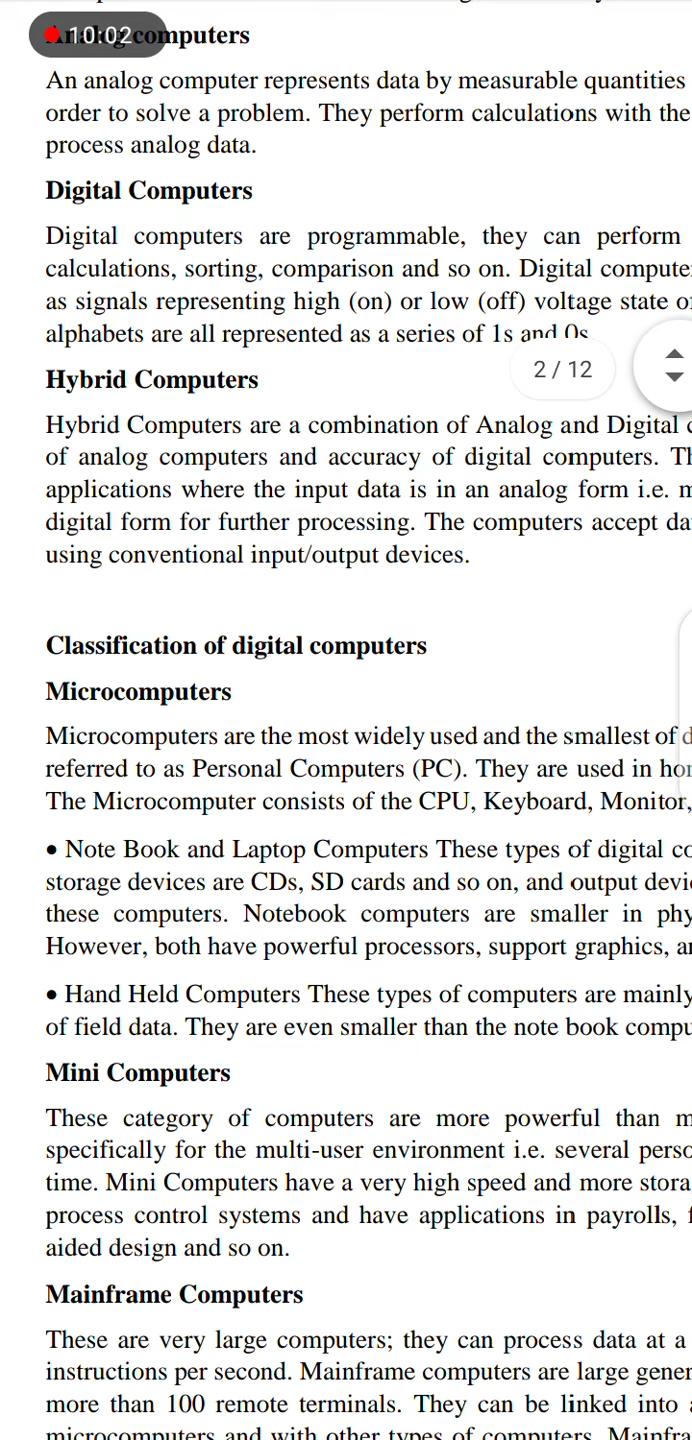 10:02
Analog computers
An analog computer represents data by measurable quantities
order to solve a problem. They perform calculations with the
process analog data.
Digital Computers
Digital computers are programmable, they can perform
calculations, sorting, comparison and so on. Digital compute
as signals representing high (on) or low (off) voltage state o
alphabets are all represented as a series of 1s and 0s
2 / 12
Hybrid Computers
Hybrid Computers are a combination of Analog and Digital
of analog computers and accuracy of digital computers. Th
applications where the input data is in an analog form i.e. m
digital form for further processing. The computers accept da
using conventional input/output devices.
Classification of digital computers
Microcomputers
Microcomputers are the most widely used and the smallest of d
referred to as Personal Computers (PC). They are used in ho
The Microcomputer consists of the CPU, Keyboard, Monitor,
• Note Book and Laptop Computers These types of digital co
storage devices are CDs, SD cards and so on, and output devi
these computers. Notebook computers are smaller in phy
However, both have powerful processors, support graphics, a
• Hand Held Computers These types of computers are mainly
of field data. They are even smaller than the note book compu
Mini Computers
These category of computers are more powerful than m
specifically for the multi-user environment i.e. several perso
time. Mini Computers have a very high speed and more stora
process control systems and have applications in payrolls, f
aided design and so on.
Mainframe Computers
These are very large computers; they can process data at a
instructions per second. Mainframe computers are large gener
more than 100 remote terminals. They can be linked into a
microcomputers and with other types of computers. Mainfra